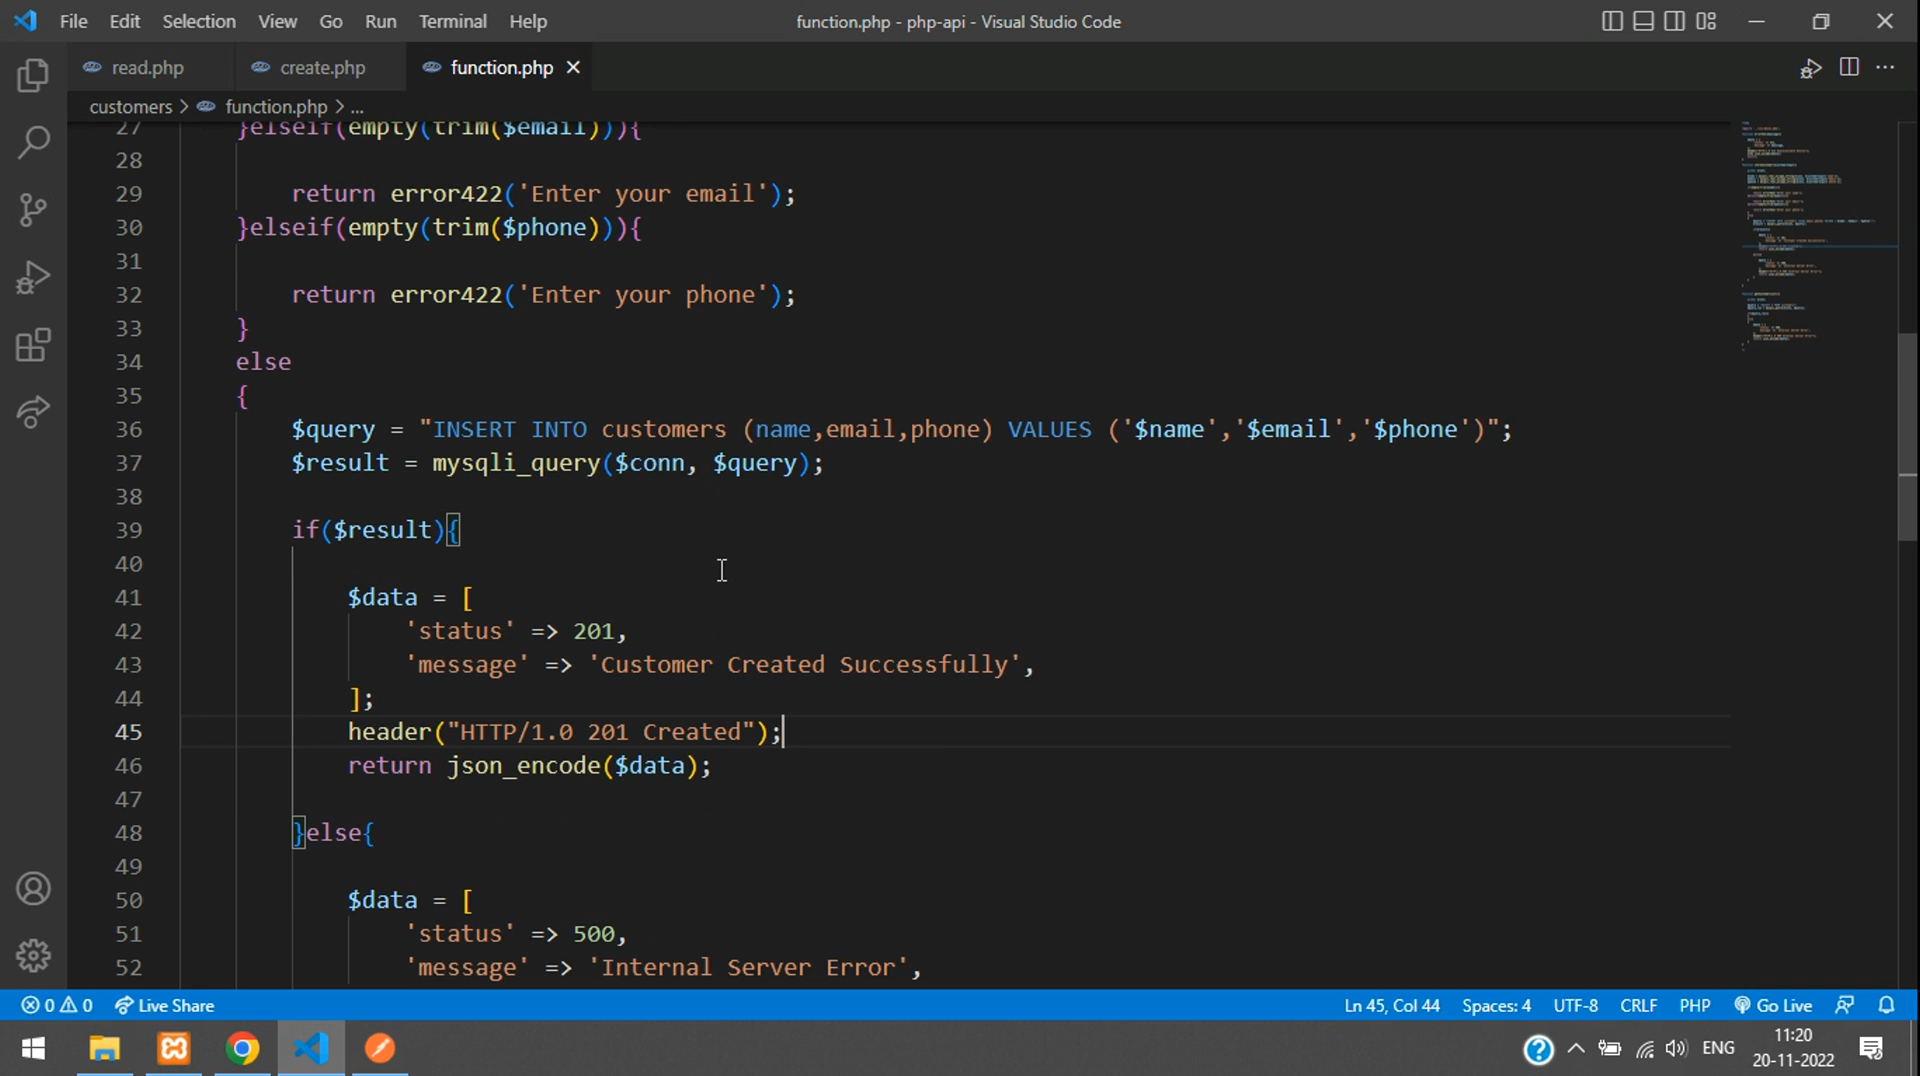 File Edit Selection View Go Run Terminal Help
function.php - php-api - Visual Studio Code
read.php create.php function.php
customers > function.php > ...
27 }elseif(empty(trim($email))){
28
29 return error422('Enter your email');
30 }elseif(empty(trim($phone))){
31
32 return error422('Enter your phone');
33 }
34 else
35 {
36 $query = "INSERT INTO customers (name,email,phone) VALUES ('$name','$email','$phone')";
37 $result = mysqli_query($conn, $query);
38
39 if($result){
40
41 $data = [
42 'status' => 201,
43 'message' => 'Customer Created Successfully',
44 ];
45 header("HTTP/1.0 201 Created");
46 return json_encode($data);
47
48 }else{
49
50 $data = [
51 'status' => 500,
52 'message' => 'Internal Server Error',
0 0 Live Share Ln 45, Col 44 Spaces: 4 UTF-8 CRLF PHP Go Live
ENG 11:20
20-11-2022